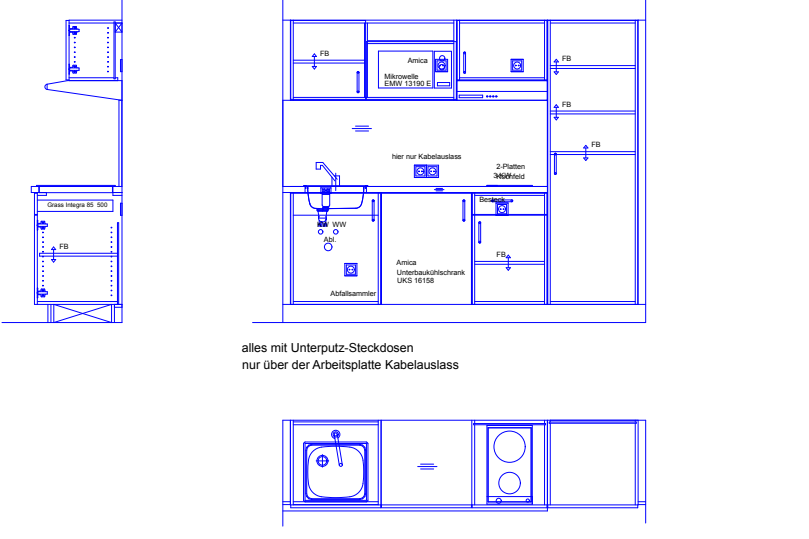 FB
Amica
Mikrowelle
EMW 13190 E
FB
FB
FB
hier nur Kabelauslass
2-Platten
Kochfeld
Grass Integra 85 500
Besteck
KW WW
Abl.
FB
FB
Amica
Unterbaukühlschrank
UKS 16158
Abfallsammler
alles mit Unterputz-Steckdosen
nur über der Arbeitsplatte Kabelauslass